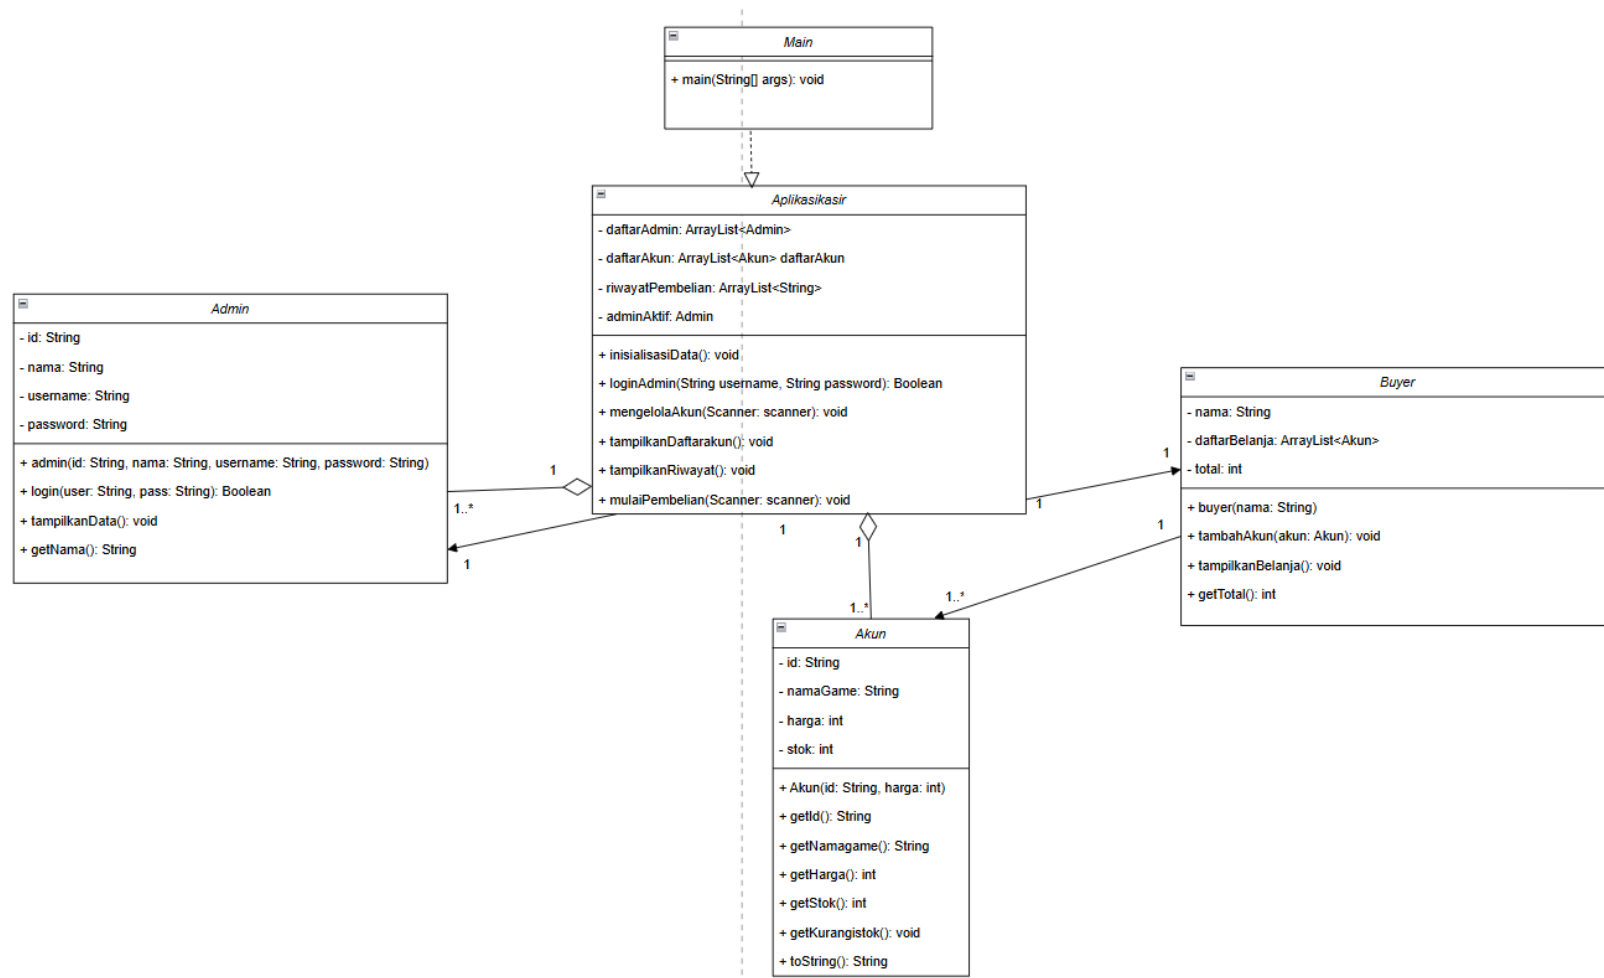 Main
+ main(String[] args): void
Aplikasikasir
- daftarAdmin: ArrayList<Admin>
- daftarAkun: ArrayList<Akun> daftarAkun
- riwayatPembelian: ArrayList<String>
- adminAktif: Admin
+ inisialisasiData(): void
+ loginAdmin(String username, String password): Boolean
+ mengelolaAkun(Scanner: scanner): void
+ tampilkanDaftarakun(): void
+ tampilkanRiwayat(): void
+ mulaiPembelian(Scanner: scanner): void
Admin
- id: String
- nama: String
- username: String
- password: String
+ admin(id: String, nama: String, username: String, password: String)
+ login(user: String, pass: String): Boolean
+ tampilkanData(): void
+ getNama(): String
1
1..*
1
1
1
1..*
1
1
1
1..*
Buyer
- nama: String
- daftarBelanja: ArrayList<Akun>
- total: int
+ buyer(nama: String)
+ tambahAkun(akun: Akun): void
+ tampilkanBelanja(): void
+ getTotal(): int
Akun
- id: String
- namaGame: String
- harga: int
- stok: int
+ Akun(id: String, harga: int)
+ getId(): String
+ getNamagame(): String
+ getHarga(): int
+ getStok(): int
+ getKurangistok(): void
+ toString(): String